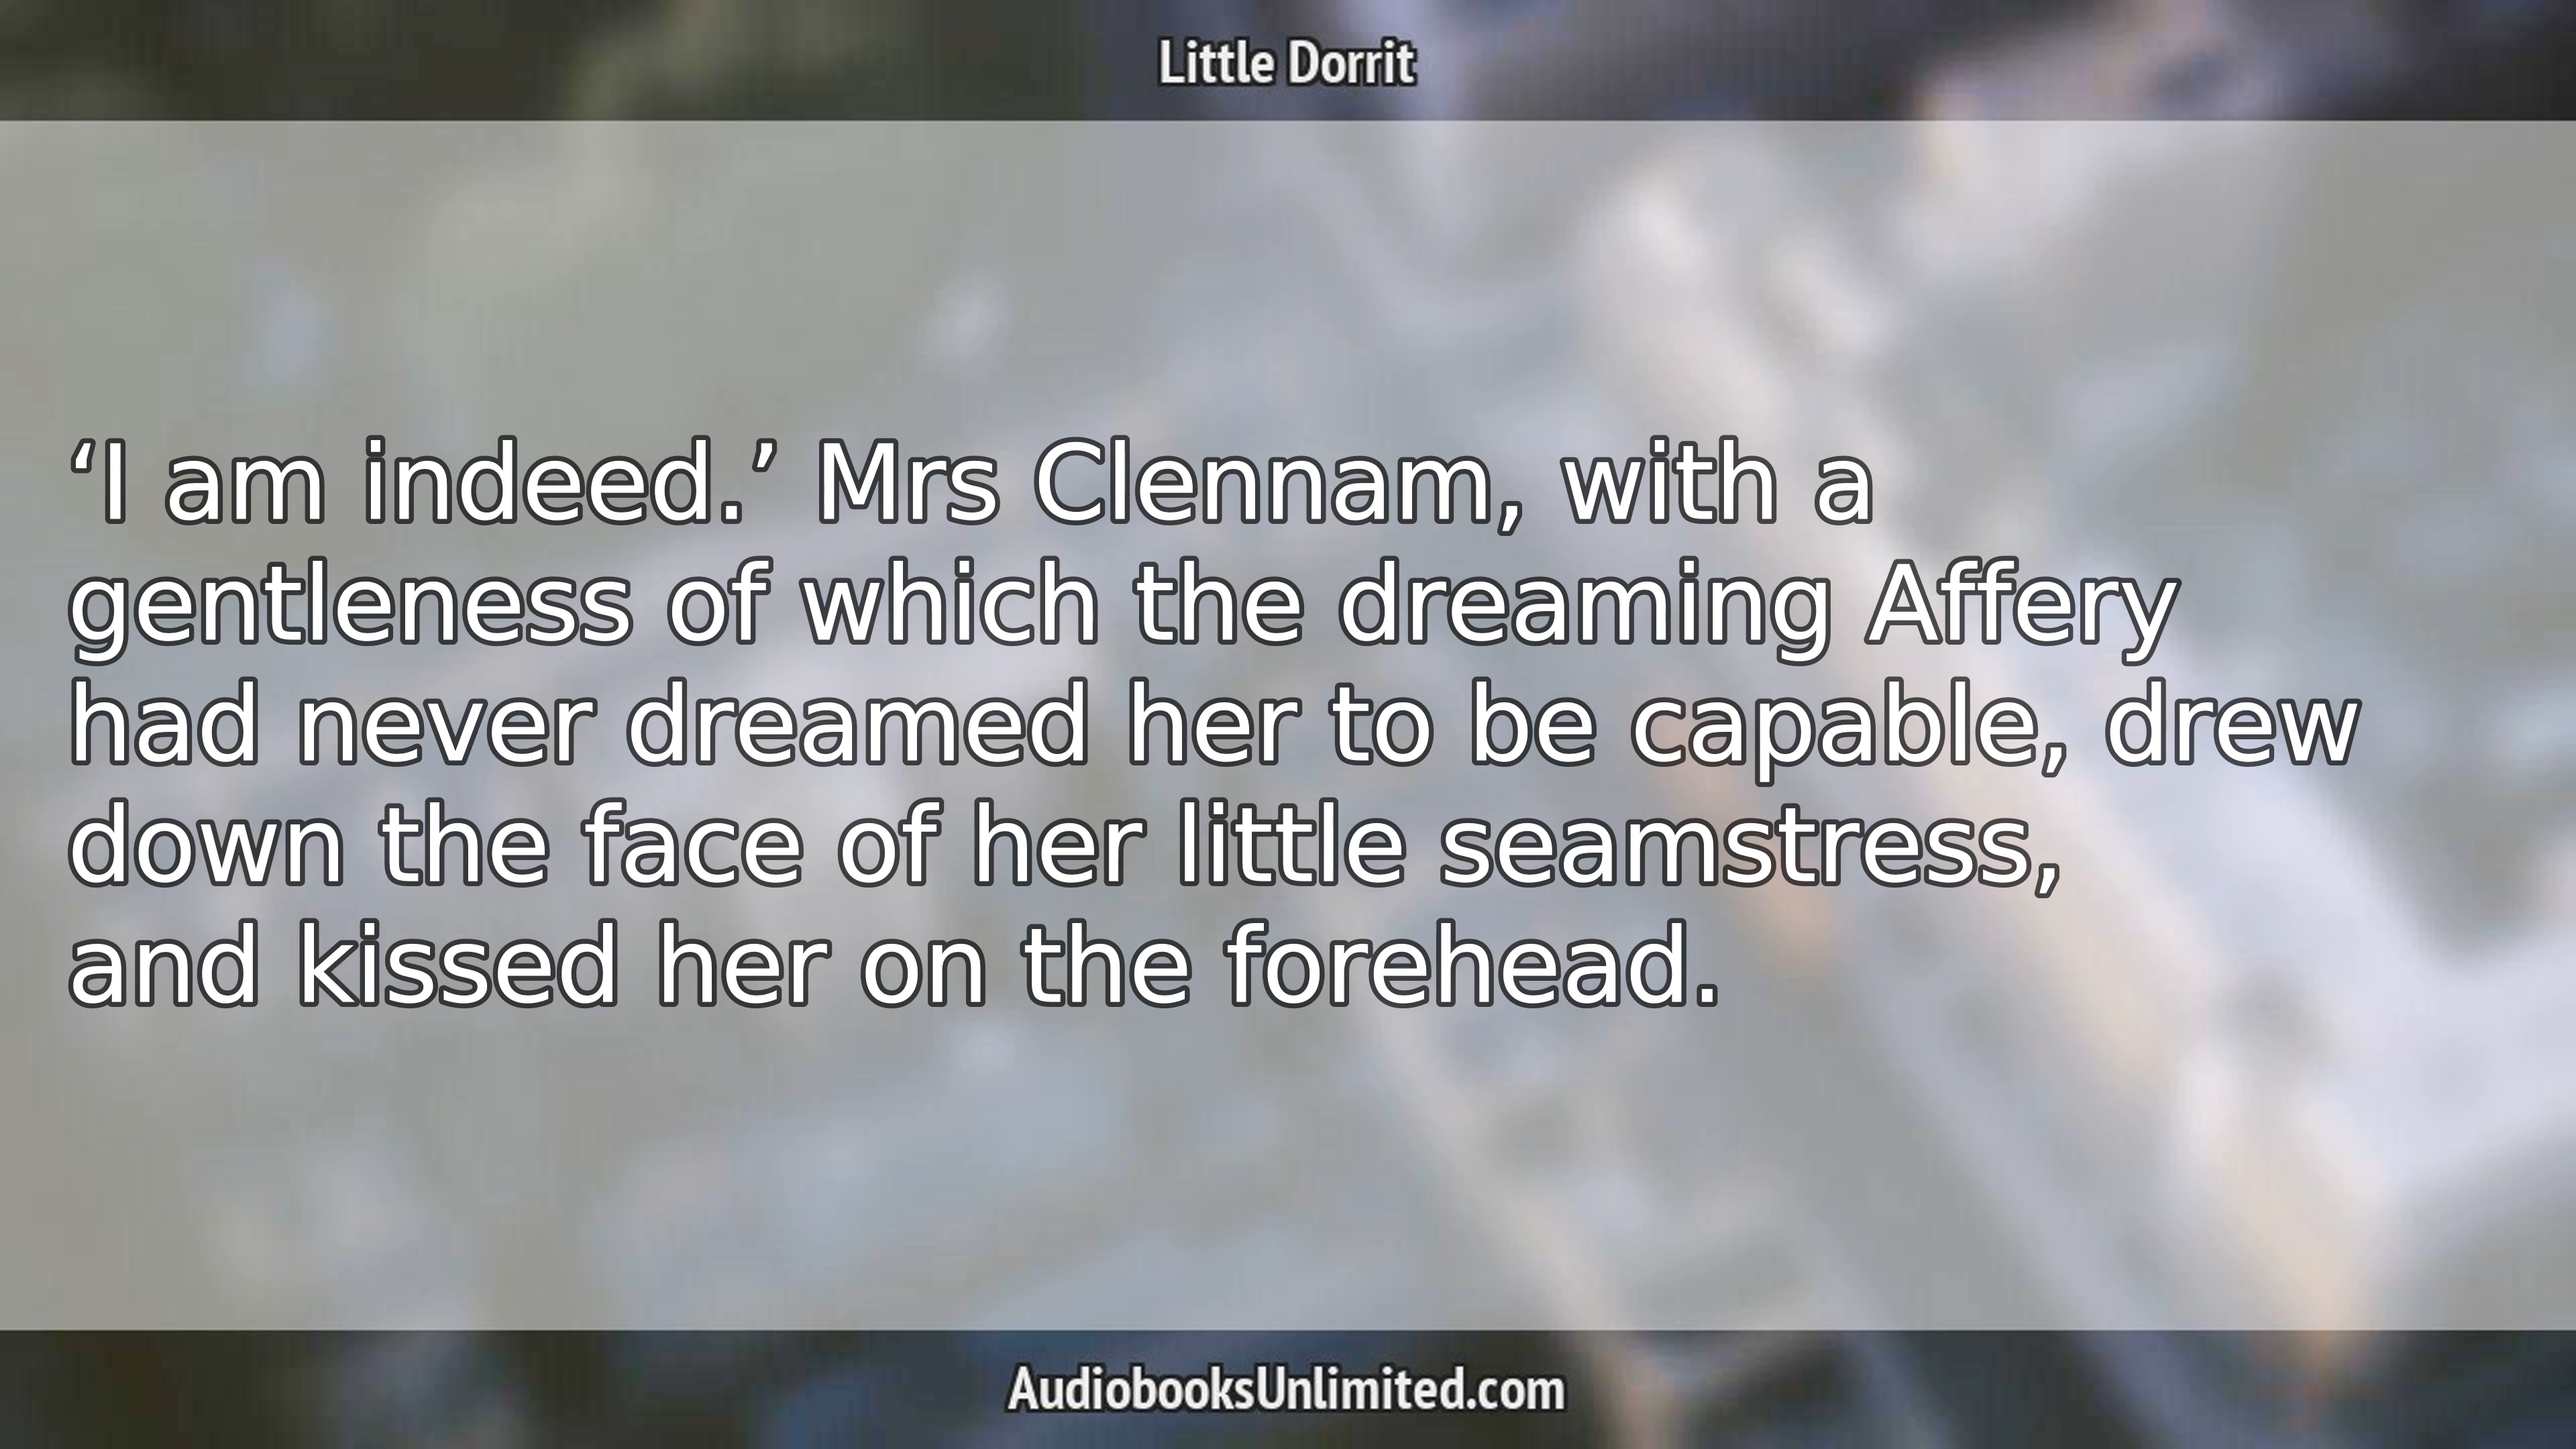 Little Dorrit
‘I am indeed.’ Mrs Clennam, with a
gentleness of which the dreaming Affery
had never dreamed her to be capable, drew
down the face of her little seamstress,
and kissed her on the forehead.
AudiobooksUnlimited.com